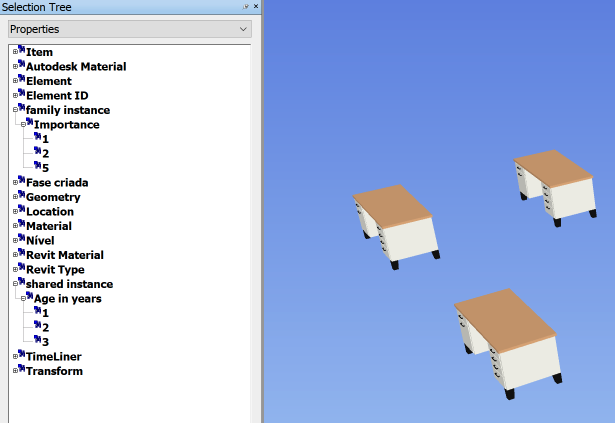 Selection Tree
Properties
Item
Autodesk Material
Element
Element ID
family instance
Importance
1
2
5
Fase criada
Geometry
Location
Material
Nível
Revit Material
Revit Type
shared instance
Age in years
1
2
3
TimeLiner
Transform